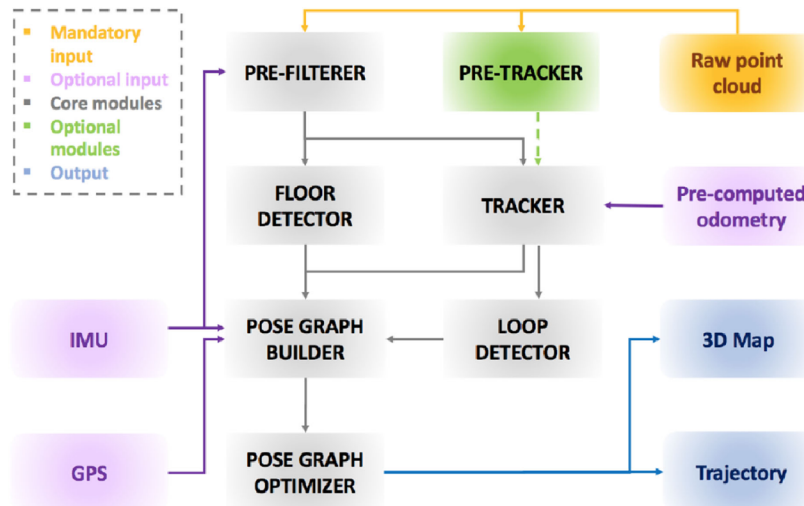 Mandatory
input
Optional input
Core modules
Optional
modules
Output
PRE-FILTERER
PRE-TRACKER
Raw point
cloud
FLOOR
DETECTOR
TRACKER
Pre-computed
odometry
IMU
POSE GRAPH
BUILDER
LOOP
DETECTOR
3D Map
GPS
POSE GRAPH
OPTIMIZER
Trajectory